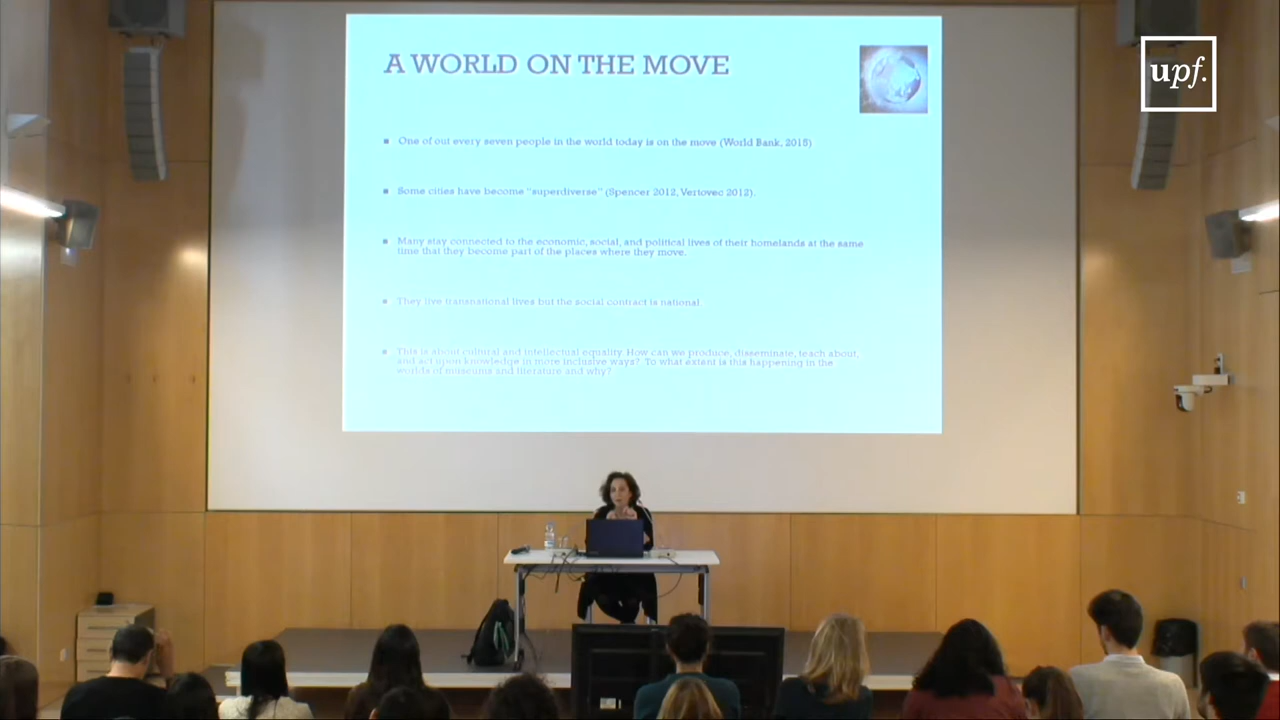 A WORLD ON THE MOVE
upf.
One of out every seven people in the world today is on the move (World Bank, 2015)
Some cities have become "superdiverse" (Spencer 2012, Vertovec 2012).
Many stay connected to the economic, social, and political lives of their homelands at the same
time that they become part of the places where they move.
They live transnational lives but the social contract is national
This is about cultural and intellectual equality. How can we produce, disseminate, teach about,
and act upon knowledge in more inclusive ways? To what extent is this happening in the
worlds of museums and literature and why?